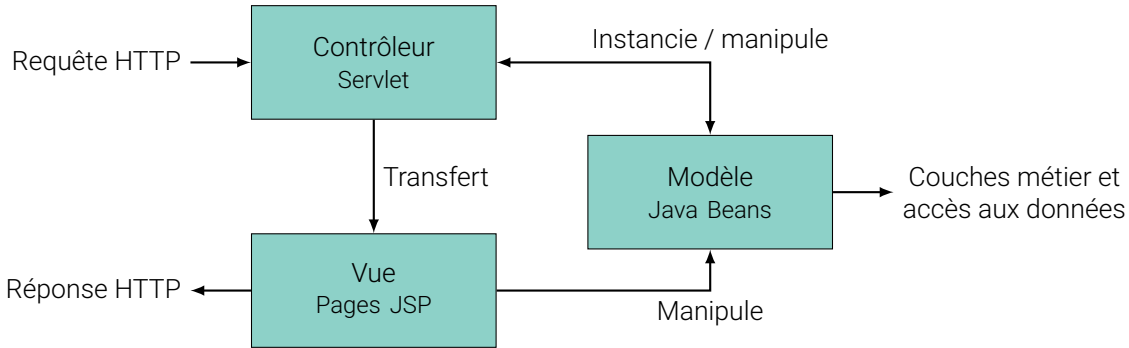 Requête HTTP
Contrôleur
Servlet
Instancie / manipule
Transfert
Modèle
Java Beans
Couches métier et
accès aux données
Réponse HTTP
Vue
Pages JSP
Manipule